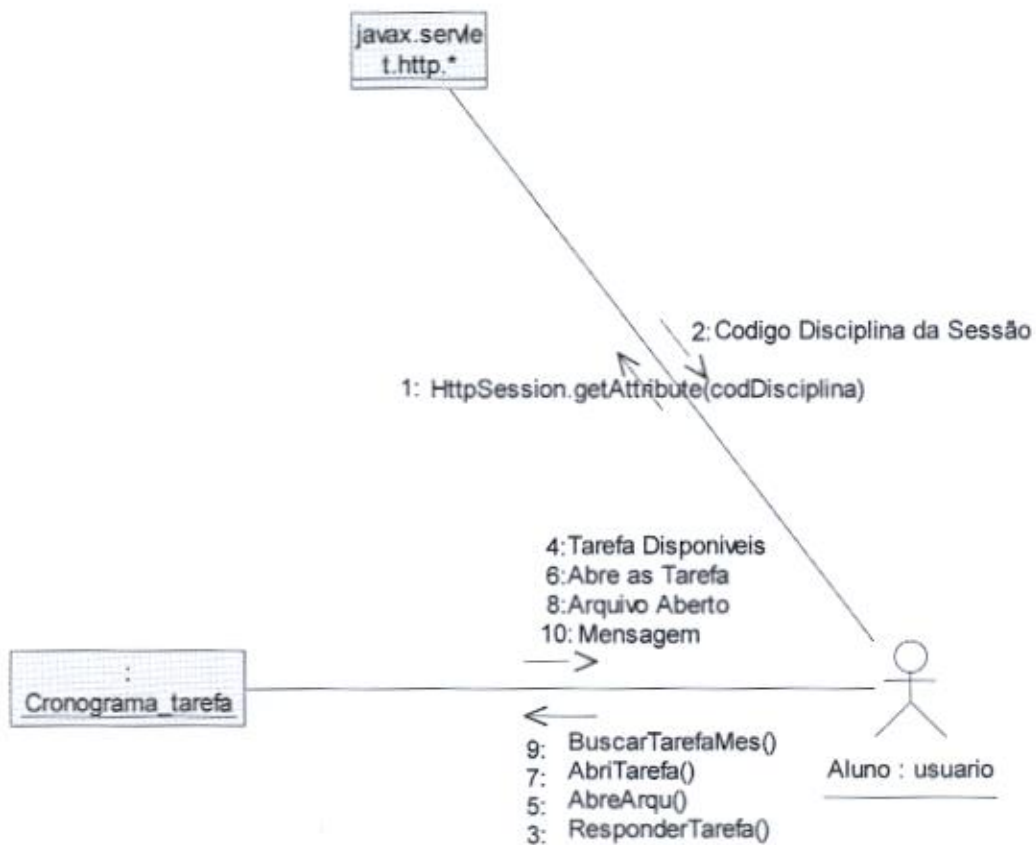 javax.servle
t.http.*
2: Codigo Disciplina da Sessão
1: HttpSession.getAttribute(codDisciplina)
4:Tarefa Disponiveis
6:Abre as Tarefa
8:Arquivo Aberto
10: Mensagem
:
Cronograma_tarefa
9: BuscarTarefaMes()
7: AbriTarefa()
5: AbreArqu()
3: ResponderTarefa()
Aluno : usuario